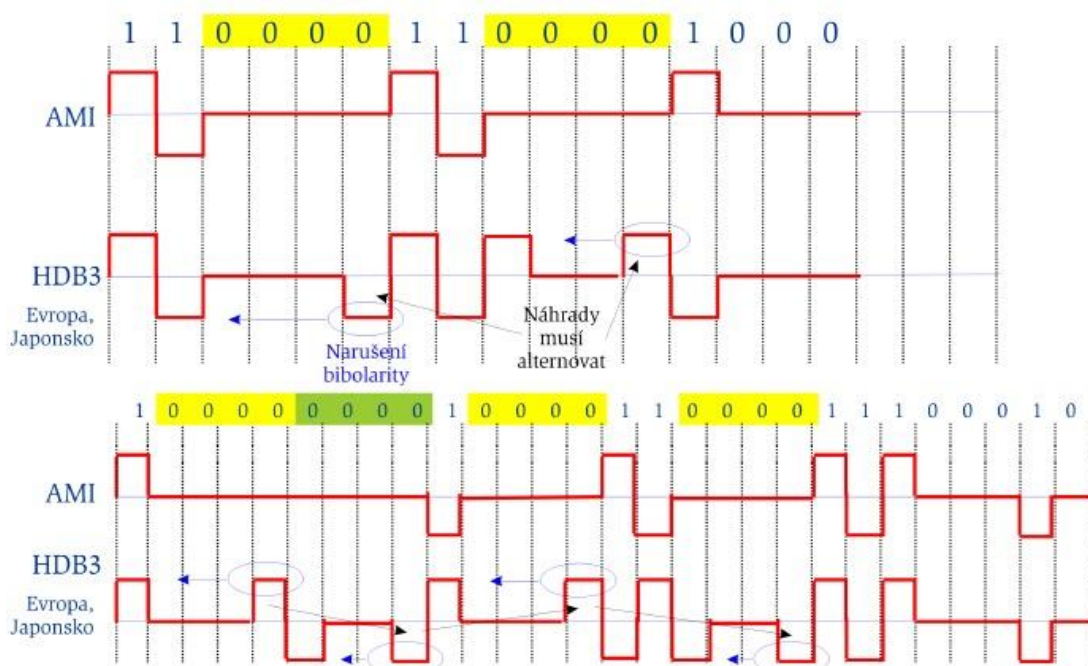 1 1 0 0 0 0 1 1 0 0 0 0 1 0 0 0
AMI
HDB3
Evropa,
Japonsko
Narušení
bibolarity
Náhrady
musí
alternovat
1 0 0 0 0 0 0 0 0 1 0 0 0 0 1 1 0 0 0 0 1 1 1 0 0 0 1 0
AMI
HDB3
Evropa,
Japonsko